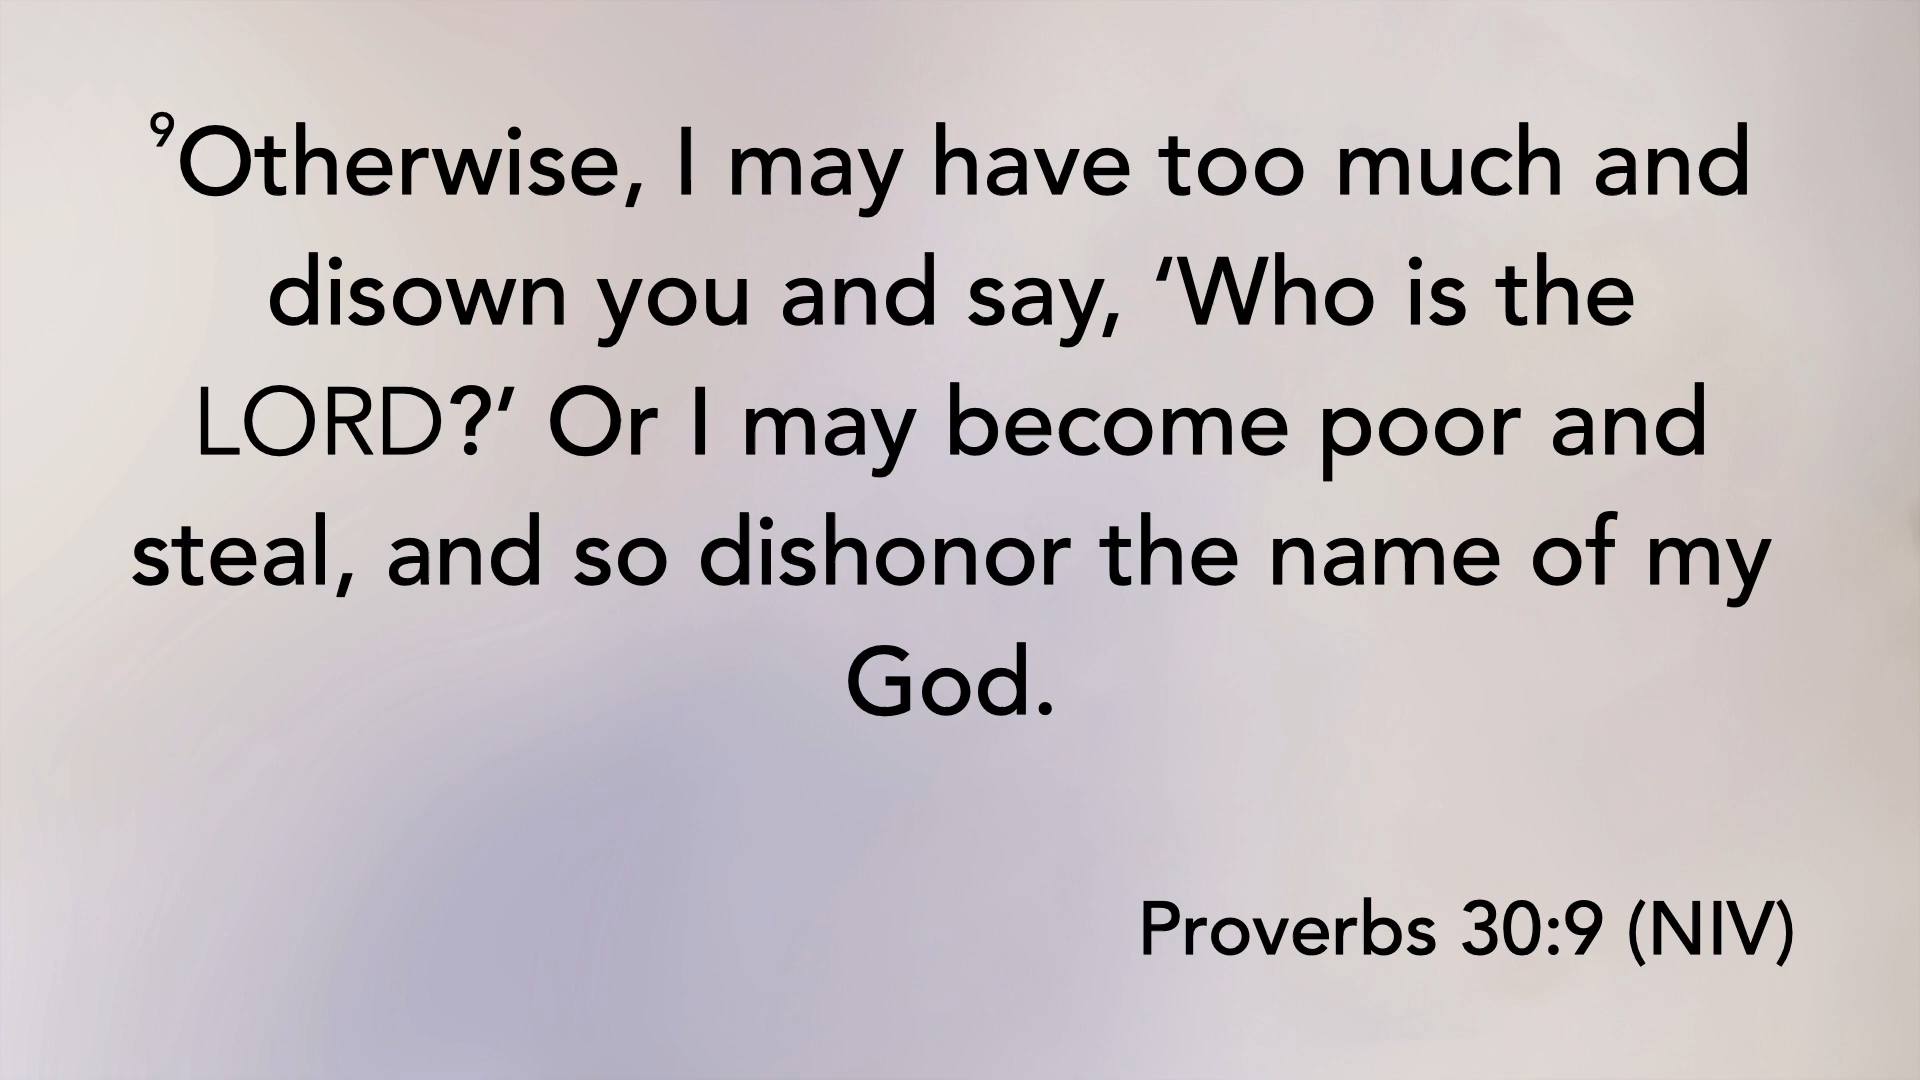 ⁹Otherwise, I may have too much and
disown you and say, ‘Who is the
LORD?’ Or I may become poor and
steal, and so dishonor the name of my
God.
Proverbs 30:9 (NIV)